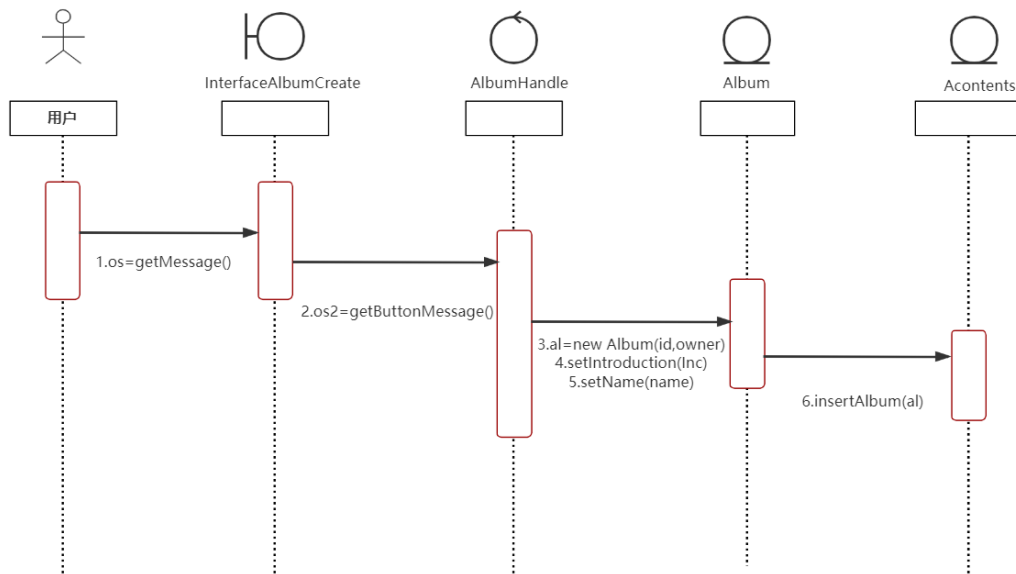 InterfaceAlbumCreate
AlbumHandle
Album
Acontents
用户
1.os=getMessage()
2.os2=getButtonMessage()
3.al=new Album(id,owner)
4.setIntroduction(Inc)
5.setName(name)
6.insertAlbum(al)